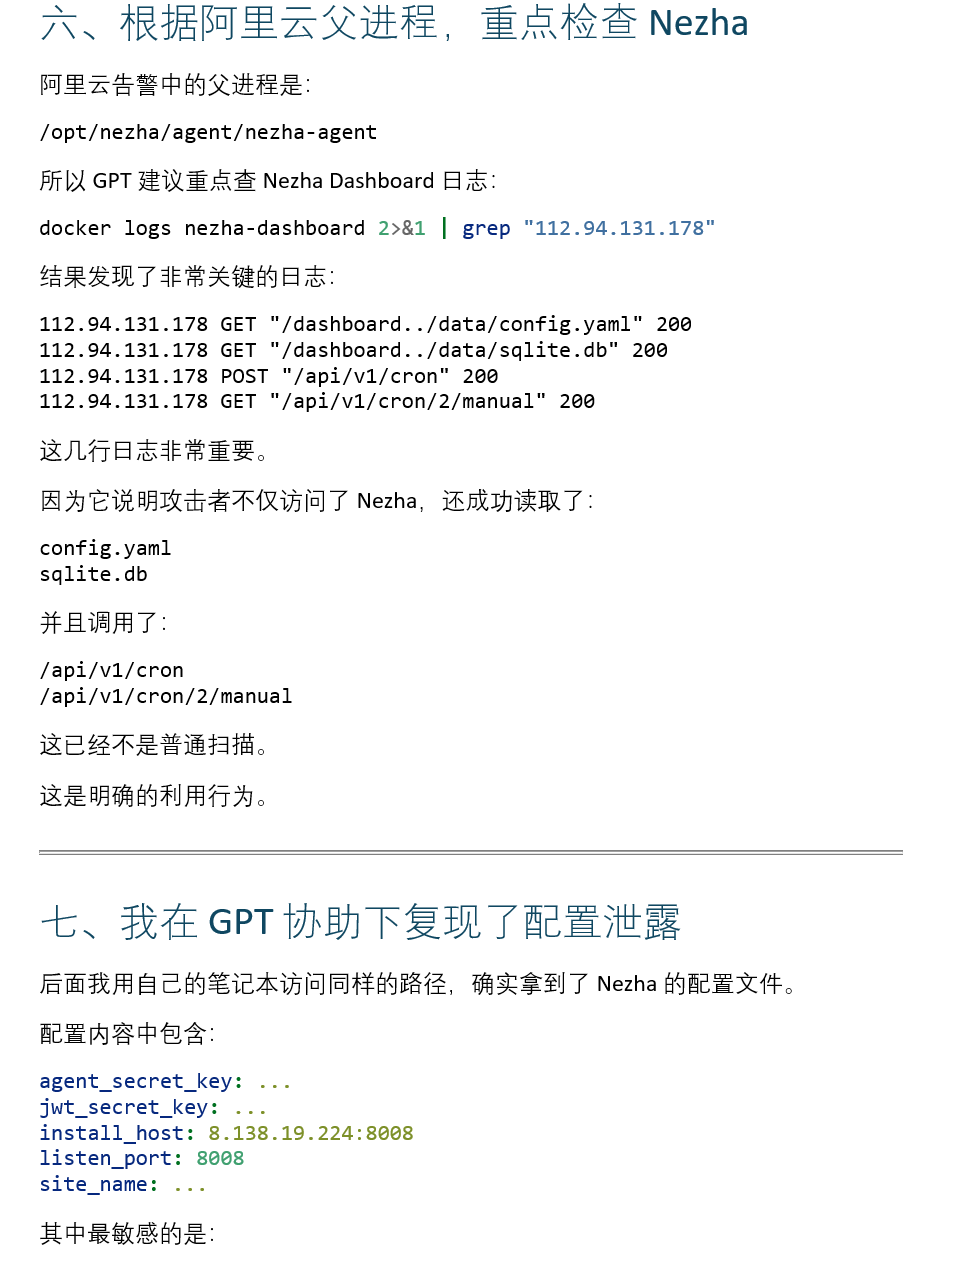 六、根据阿里云父进程，重点检查 Nezha
阿里云告警中的父进程是：
/opt/nezha/agent/nezha-agent
所以 GPT 建议重点查 Nezha Dashboard 日志：
docker logs nezha-dashboard 2>&1 | grep "112.94.131.178"
结果发现了非常关键的日志：
112.94.131.178 GET "/dashboard../data/config.yaml" 200
112.94.131.178 GET "/dashboard../data/sqlite.db" 200
112.94.131.178 POST "/api/v1/cron" 200
112.94.131.178 GET "/api/v1/cron/2/manual" 200
这几行日志非常重要。
因为它说明攻击者不仅访问了 Nezha，还成功读取了：
config.yaml
sqlite.db
并且调用了：
/api/v1/cron
/api/v1/cron/2/manual
这已经不是普通扫描。
这是明确的利用行为。
七、我在 GPT 协助下复现了配置泄露
后面我用自己的笔记本访问同样的路径，确实拿到了 Nezha 的配置文件。
配置内容中包含：
agent_secret_key: ...
jwt_secret_key: ...
install_host: 8.138.19.224:8008
listen_port: 8008
site_name: ...
其中最敏感的是：